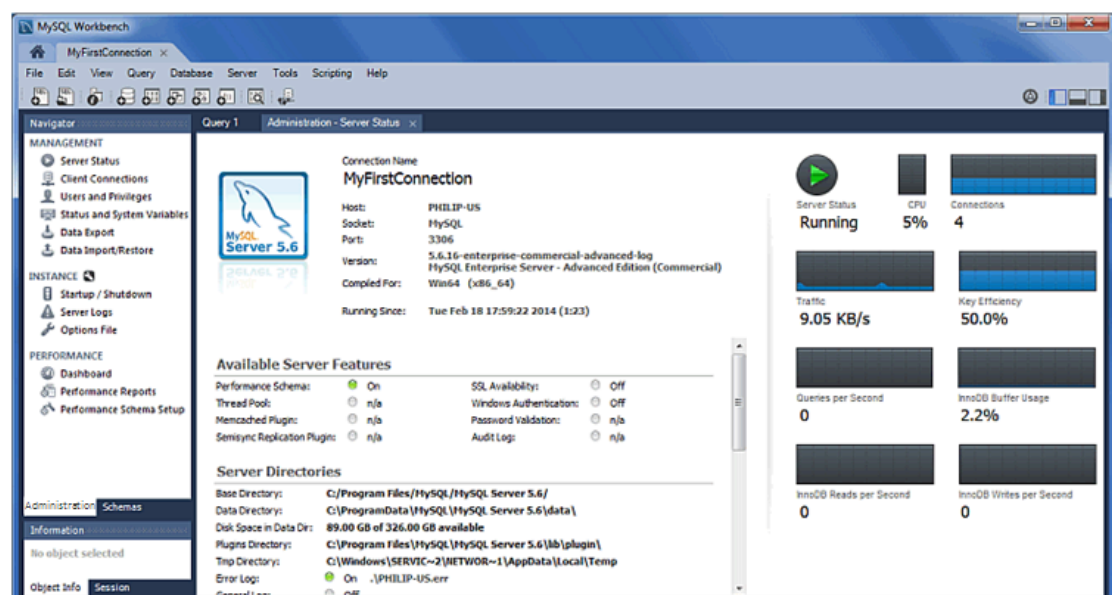 MySQL Workbench
MyFirstConnection ×
File Edit View Query Database Server Tools Scripting Help
Navigator
MANAGEMENT
Server Status
Client Connections
Users and Privileges
Status and System Variables
Data Export
Data Import/Restore
INSTANCE
Startup / Shutdown
Server Logs
Options File
PERFORMANCE
Dashboard
Performance Reports
Performance Schema Setup
Administration Schemas
Information
No object selected
Object Info Session
Query 1 Administration - Server Status ×
MySQL
Server 5.6
Connection Name
MyFirstConnection
Host: PHILIP-US
Socket: MySQL
Port: 3306
Version: 5.6.16-enterprise-commercial-advanced-log
MySQL Enterprise Server - Advanced Edition (Commercial)
Compiled For: Win64 (x86_64)
Running Since: Tue Feb 18 17:59:22 2014 (1:23)
Available Server Features
Performance Schema: On SSL Availability: Off
Thread Pool: n/a Windows Authentication: Off
Memcached Plugin: n/a Password Validation: n/a
Semisync Replication Plugin: n/a Audit Log: n/a
Server Directories
Base Directory: C:/Program Files/MySQL/MySQL Server 5.6/
Data Directory: C:\ProgramData\MySQL\MySQL Server 5.6\data\
Disk Space in Data Dir: 89.00 GB of 326.00 GB available
Plugins Directory: C:\Program Files\MySQL\MySQL Server 5.6\lib\plugin\
Tmp Directory: C:\Windows\SERVIC~2\NETWOR~1\AppData\Local\Temp
Error Log: On .\PHILIP-US.err
General Log: Off
Server Status CPU Connections
Running 5% 4
Traffic Key Efficiency
9.05 KB/s 50.0%
Queries per Second InnoDB Buffer Usage
0 2.2%
InnoDB Reads per Second InnoDB Writes per Second
0 0